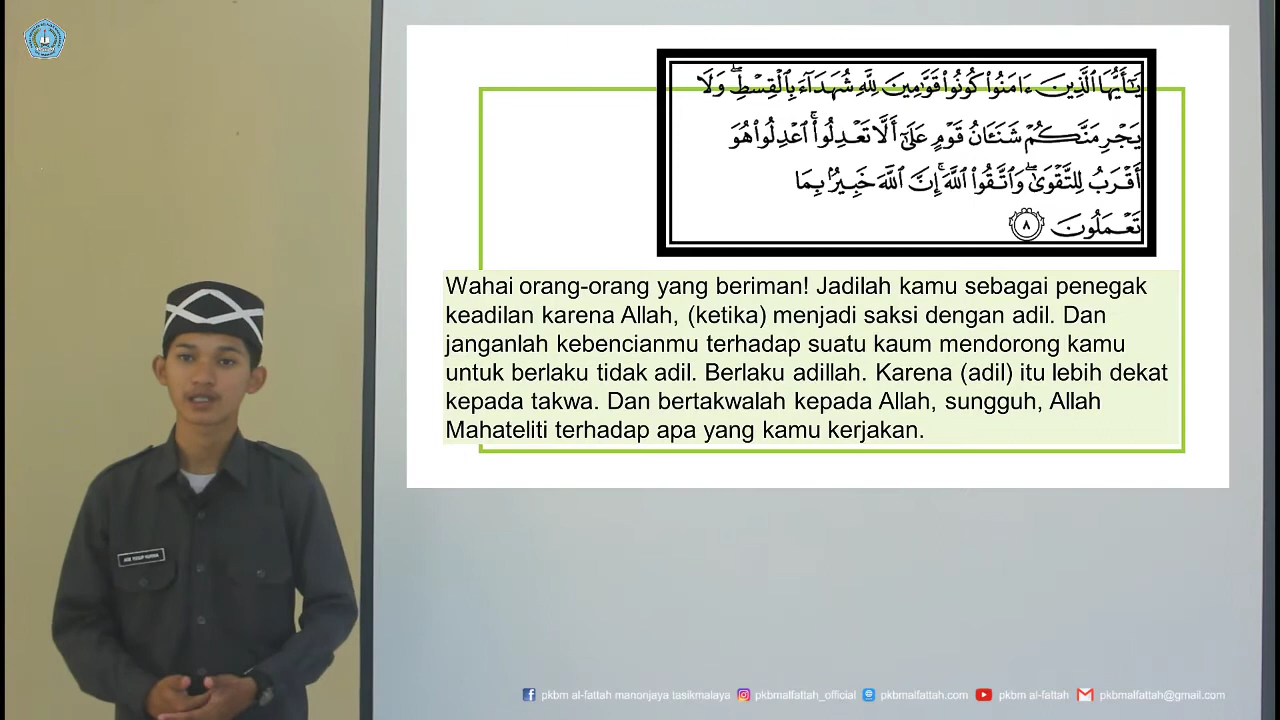 يَٰٓأَيُّهَا ٱلَّذِينَ ءَامَنُوا۟ كُونُوا۟ قَوَّٰمِينَ لِلَّهِ شُهَدَآءَ بِٱلْقِسْطِ ۖ وَلَا
يَجْرِمَنَّكُمْ شَنَـَٔانُ قَوْمٍ عَلَىٰٓ أَلَّا تَعْدِلُوا۟ ۚ ٱعْدِلُوا۟ هُوَ
أَقْرَبُ لِلتَّقْوَىٰ ۖ وَٱتَّقُوا۟ ٱللَّهَ ۚ إِنَّ ٱللَّهَ خَبِيرٌۢ بِمَا
تَعْمَلُونَ ٨
Wahai orang-orang yang beriman! Jadilah kamu sebagai penegak
keadilan karena Allah, (ketika) menjadi saksi dengan adil. Dan
janganlah kebencianmu terhadap suatu kaum mendorong kamu
untuk berlaku tidak adil. Berlaku adillah. Karena (adil) itu lebih dekat
kepada takwa. Dan bertakwalah kepada Allah, sungguh, Allah
Mahateliti terhadap apa yang kamu kerjakan.
pkbm al-fattah manonjaya tasikmalaya pkbmalfattah_official pkbmalfattah.com pkbm al-fattah pkbmalfattah@gmail.com